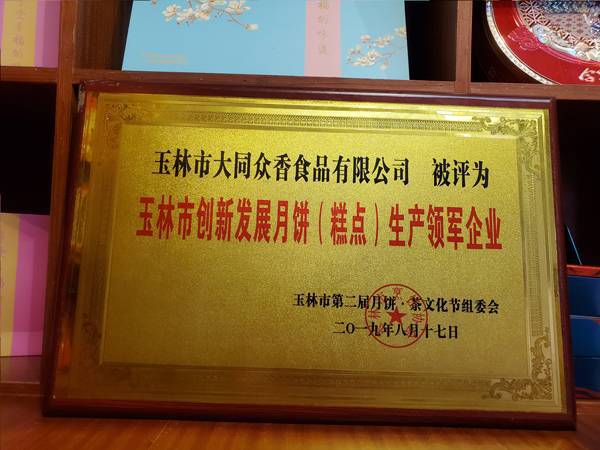 玉林市大同众香食品有限公司 被评为
玉林市创新发展月饼(糕点)生产领军企业
玉林市第二届月饼·茶文化节组委会
二〇一九年八月十七日